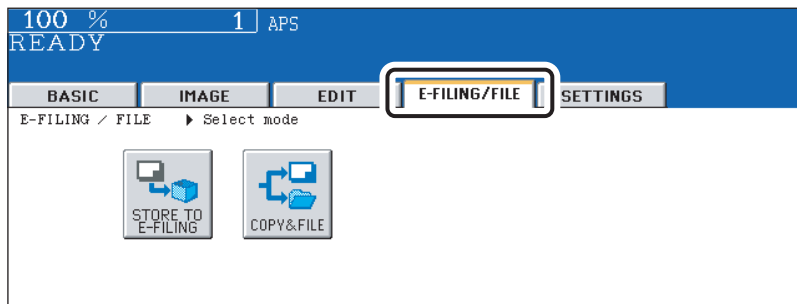 100 % 1 APS
READY
BASIC IMAGE EDIT E-FILING/FILE SETTINGS
E-FILING / FILE ▶ Select mode
STORE TO
E-FILING
COPY&FILE